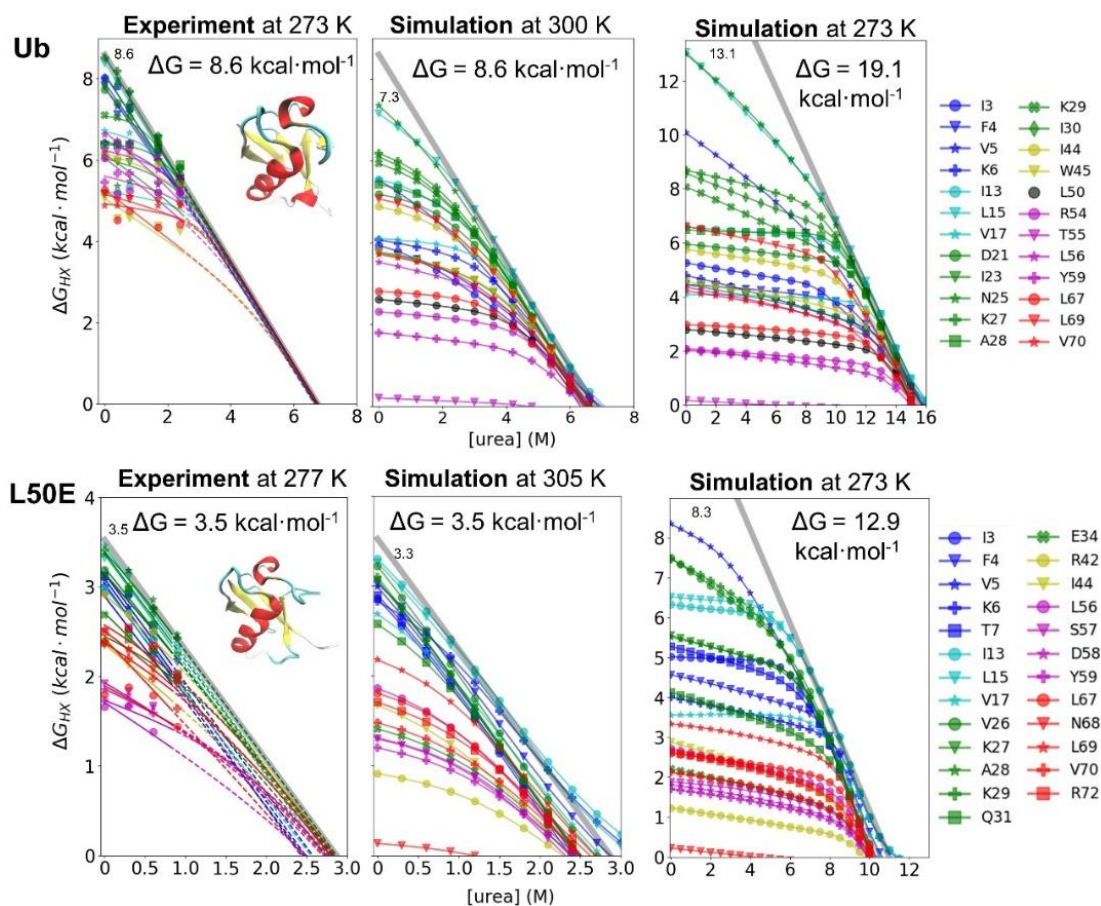 Ub
Experiment at 273 K
Simulation at 300 K
Simulation at 273 K
8.6
ΔG = 8.6 kcal·mol⁻¹
7.3
ΔG = 8.6 kcal·mol⁻¹
13.1
ΔG = 19.1
kcal·mol⁻¹
ΔG_HX (kcal · mol⁻¹)
8
6
4
2
0
12
10
8
6
4
2
0
0 2 4 6 8
0 2 4 6 8
0 2 4 6 8 10 12 14 16
[urea] (M)
I3 K29
F4 I30
V5 I44
K6 W45
I13 L50
L15 R54
V17 T55
D21 L56
I23 Y59
N25 L67
K27 L69
A28 V70
L50E
Experiment at 277 K
Simulation at 305 K
Simulation at 273 K
3.5
ΔG = 3.5 kcal·mol⁻¹
3.3
ΔG = 3.5 kcal·mol⁻¹
8.3
ΔG = 12.9
kcal·mol⁻¹
ΔG_HX (kcal · mol⁻¹)
4
3
2
1
0
8
7
6
5
4
3
2
1
0
0 0.5 1.0 1.5 2.0 2.5 3.0
0 0.5 1.0 1.5 2.0 2.5 3.0
0 2 4 6 8 10 12
[urea] (M)
I3 E34
F4 R42
V5 I44
K6 L56
T7 S57
I13 D58
L15 Y59
V17 L67
V26 N68
K27 L69
A28 V70
K29 R72
Q31